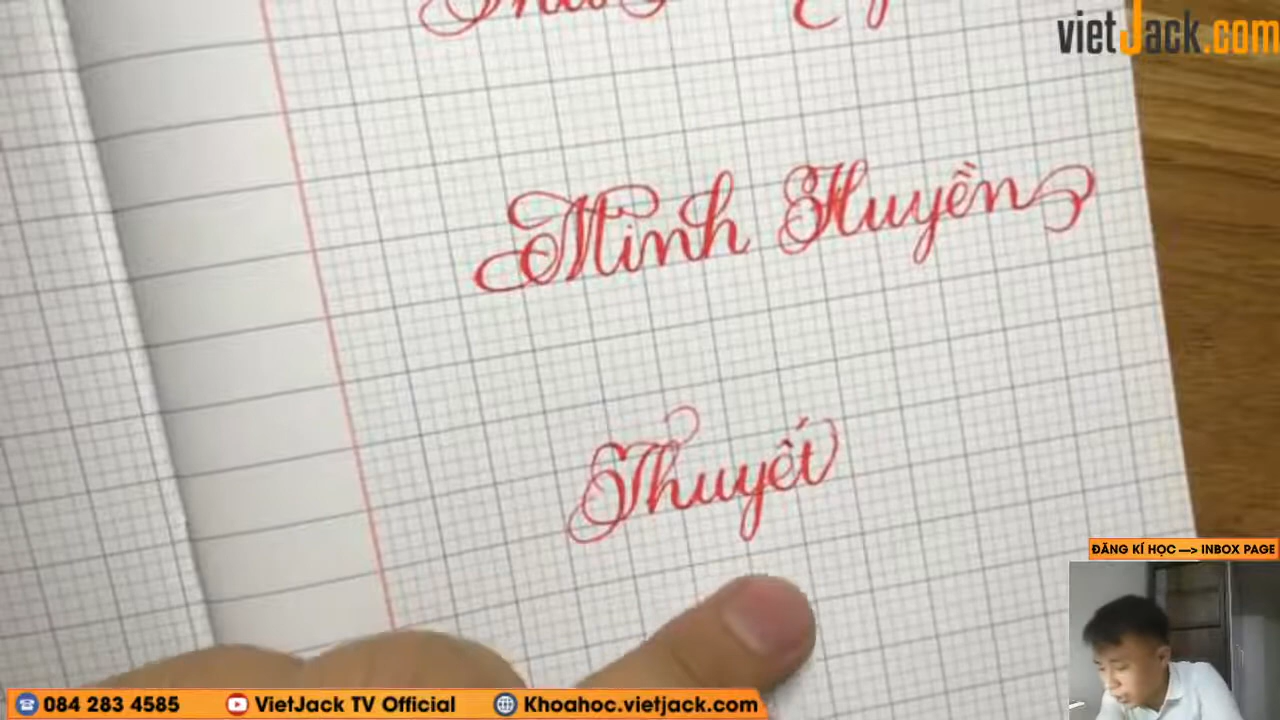 vietJack.com
Minh Huyền
Thuyết
ĐĂNG KÍ HỌC —> INBOX PAGE
084 283 4585
VietJack TV Official
Khoahoc.vietjack.com